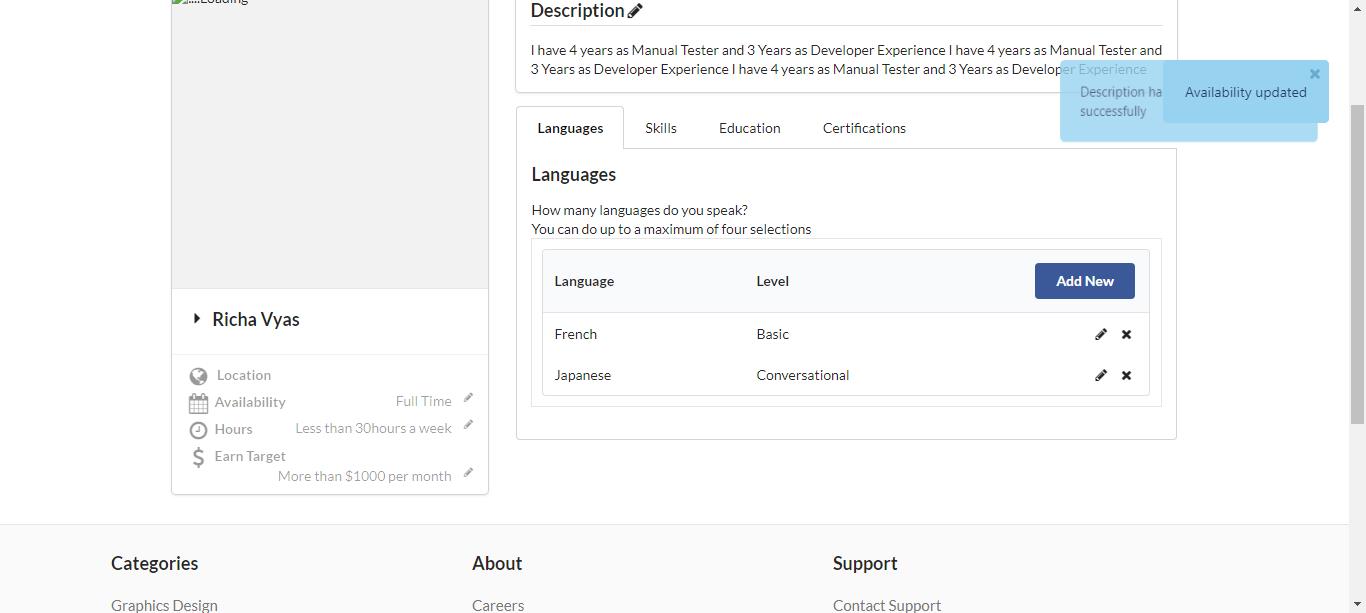 ....Loading
Description
I have 4 years as Manual Tester and 3 Years as Developer Experience I have 4 years as Manual Tester and
3 Years as Developer Experience I have 4 years as Manual Tester and 3 Years as Developer Experience
Description ha
successfully
Availability updated
Languages
Skills
Education
Certifications
Languages
How many languages do you speak?
You can do up to a maximum of four selections
Language Level Add New
French Basic
Japanese Conversational
Richa Vyas
Location
Availability Full Time
Hours Less than 30hours a week
Earn Target
More than $1000 per month
Categories
About
Support
Graphics Design
Careers
Contact Support